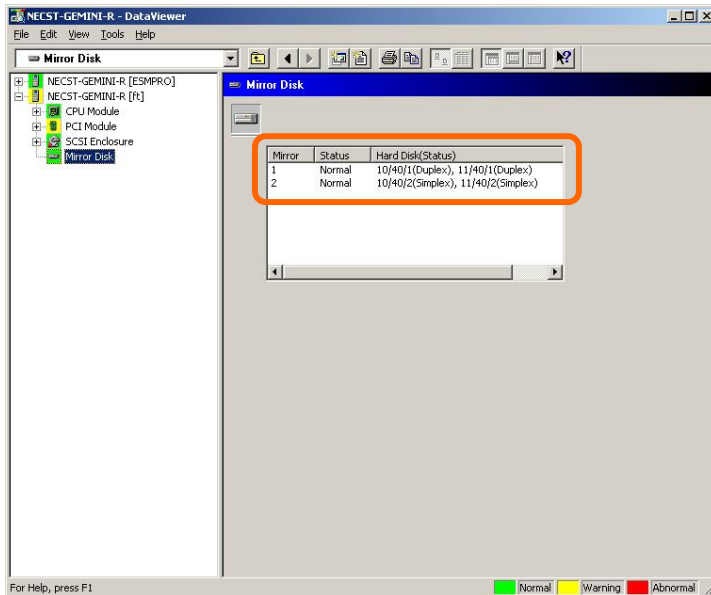 NECST-GEMINI-R - DataViewer
File Edit View Tools Help
Mirror Disk
NECST-GEMINI-R [ESMPRO]
NECST-GEMINI-R [ft]
CPU Module
PCI Module
SCSI Enclosure
Mirror Disk
Mirror Disk
Mirror Status Hard Disk(Status)
1 Normal 10/40/1(Duplex), 11/40/1(Duplex)
2 Normal 10/40/2(Simplex), 11/40/2(Simplex)
For Help, press F1 Normal Warning Abnormal